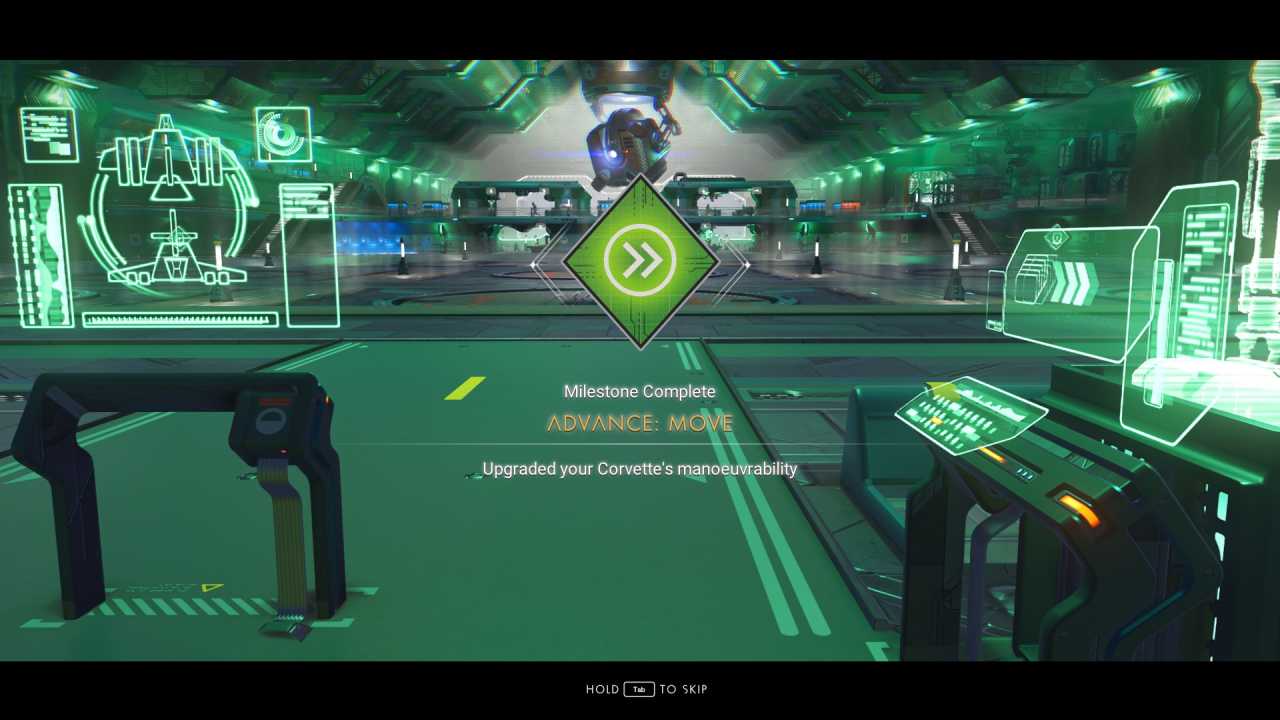 Milestone Complete
ADVANCE: MOVE
Upgraded your Corvette's manoeuvrability
HOLD Tab TO SKIP